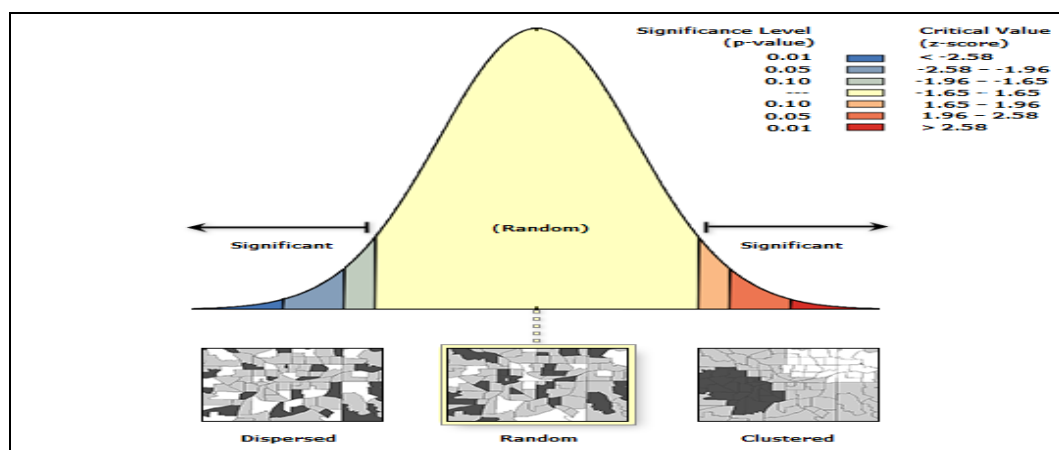 Significance Level Critical Value
(p-value) (z-score)
0.01 < -2.58
0.05 -2.58 – -1.96
0.10 -1.96 – -1.65
--- -1.65 – 1.65
0.10 1.65 – 1.96
0.05 1.96 – 2.58
0.01 > 2.58
(Random)
Significant Significant
Dispersed Random Clustered